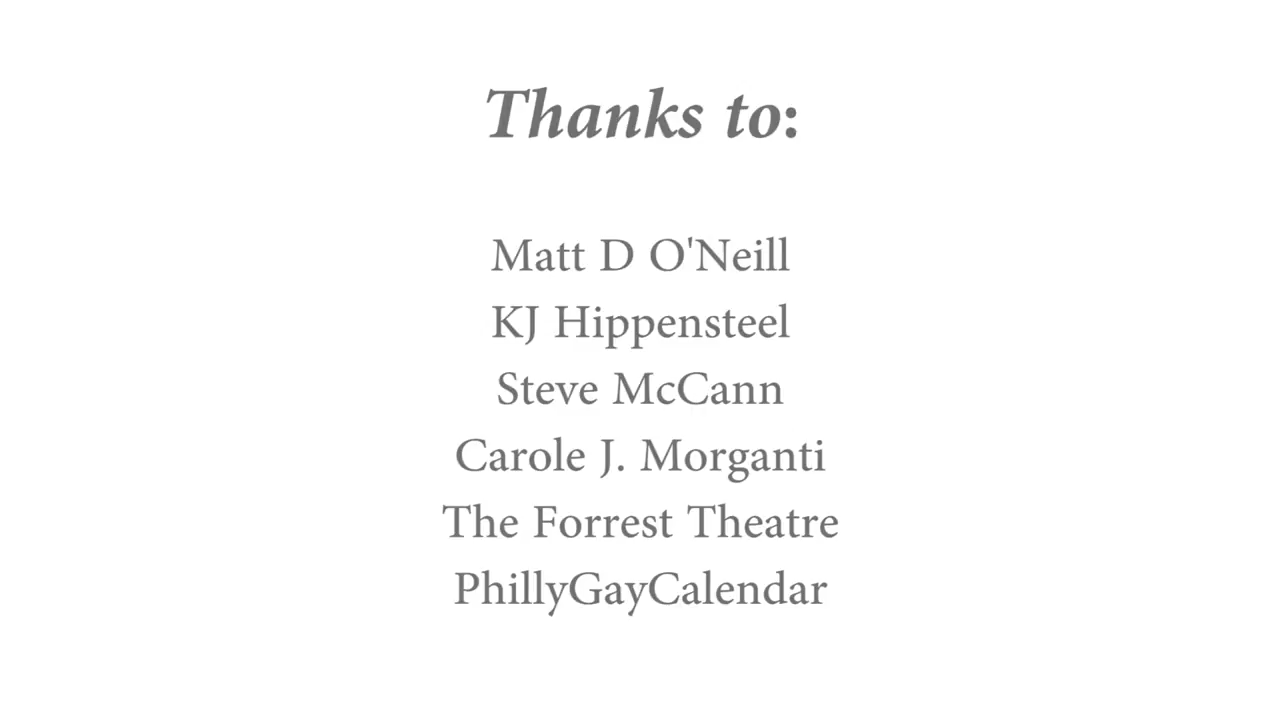 Thanks to:
Matt D O'Neill
KJ Hippensteel
Steve McCann
Carole J. Morganti
The Forrest Theatre
PhillyGayCalendar